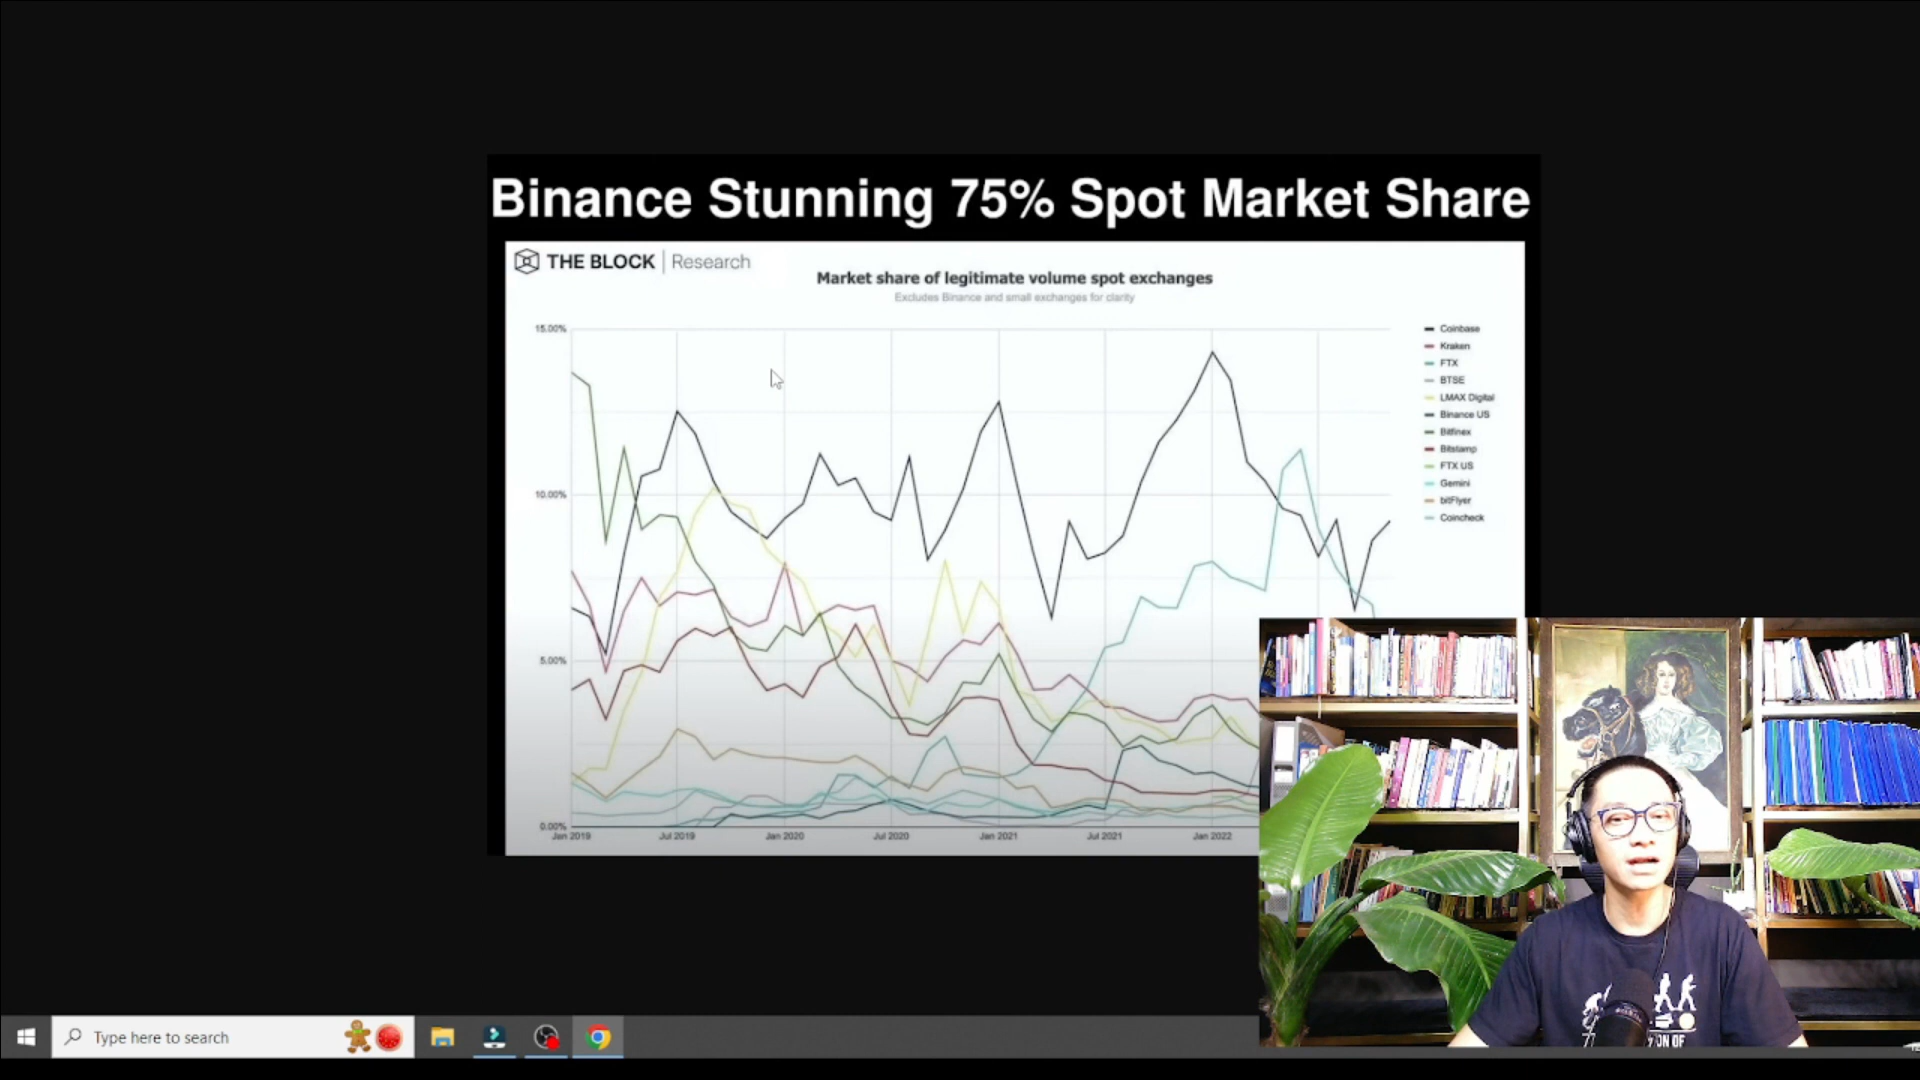 Binance Stunning 75% Spot Market Share
THE BLOCK | Research
Market share of legitimate volume spot exchanges
Excludes Binance and small exchanges for clarity
15.00%
10.00%
5.00%
0.00%
Jan 2019
Jul 2019
Jan 2020
Jul 2020
Jan 2021
Jul 2021
Jan 2022
Coinbase
Kraken
FTX
BTSE
LMAX Digital
Binance US
Bitfinex
Bitstamp
FTX US
Gemini
bitFlyer
Coincheck
Type here to search